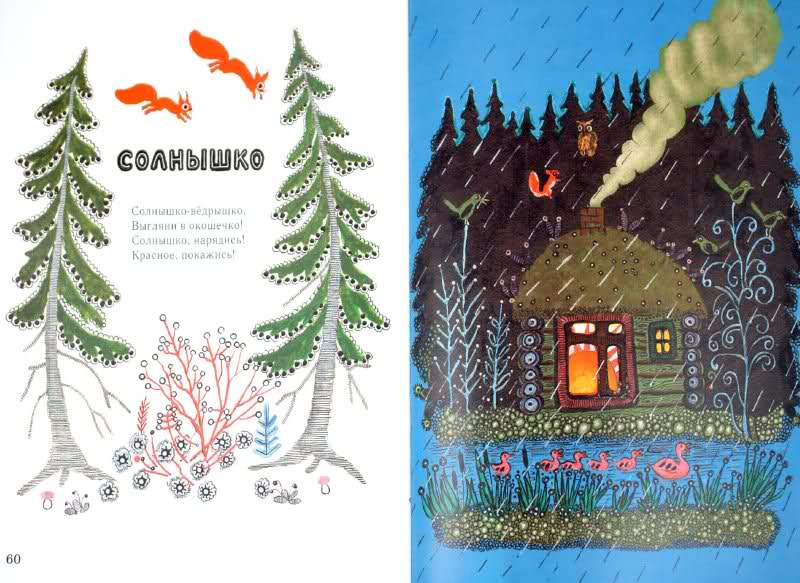 СОЛНЫШКО
Солнышко-вёдрышко,
Выгляни в окошечко!
Солнышко, нарядись!
Красное, покажись!
60